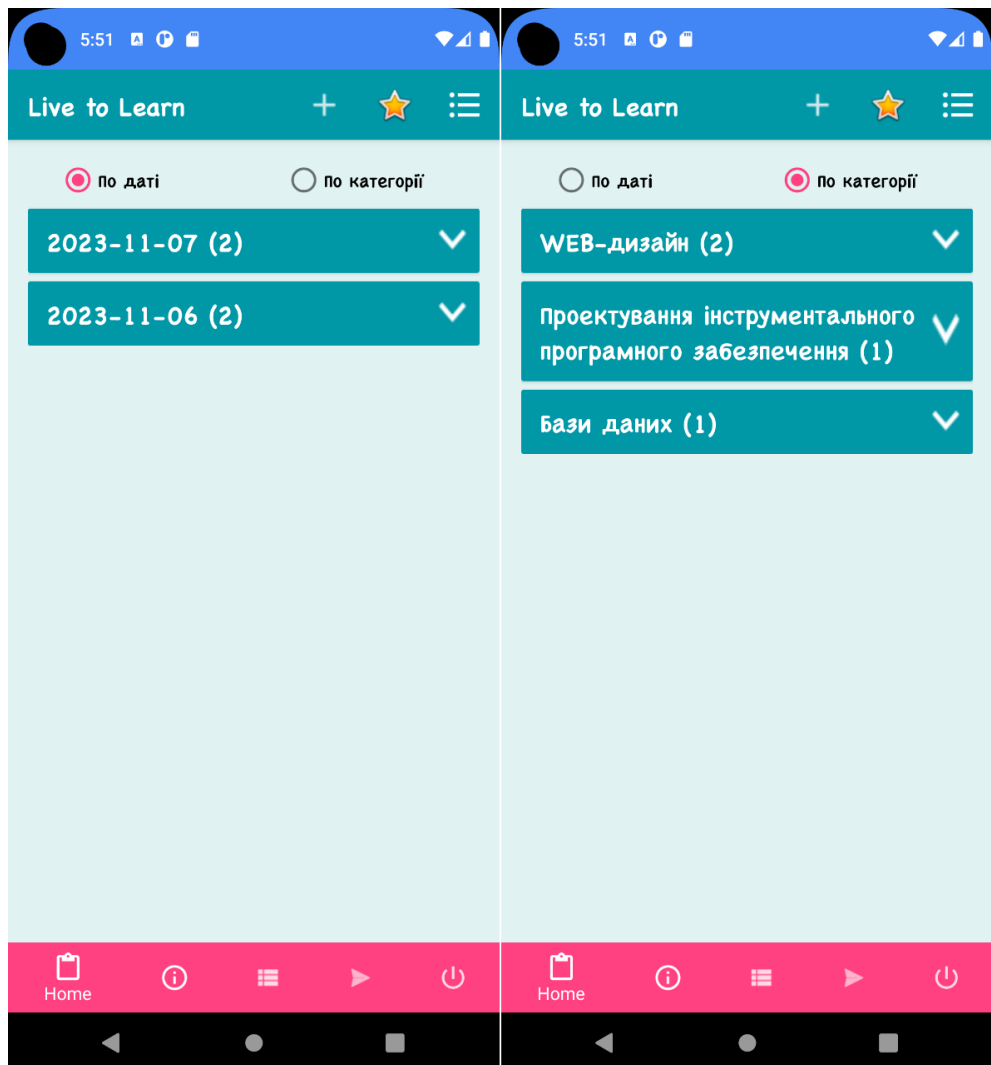 5:51
Live to Learn
По даті
По категорії
2023-11-07 (2)
2023-11-06 (2)
Home
5:51
Live to Learn
По даті
По категорії
WEB-дизайн (2)
Проектування інструментального
програмного забезпечення (1)
Бази даних (1)
Home